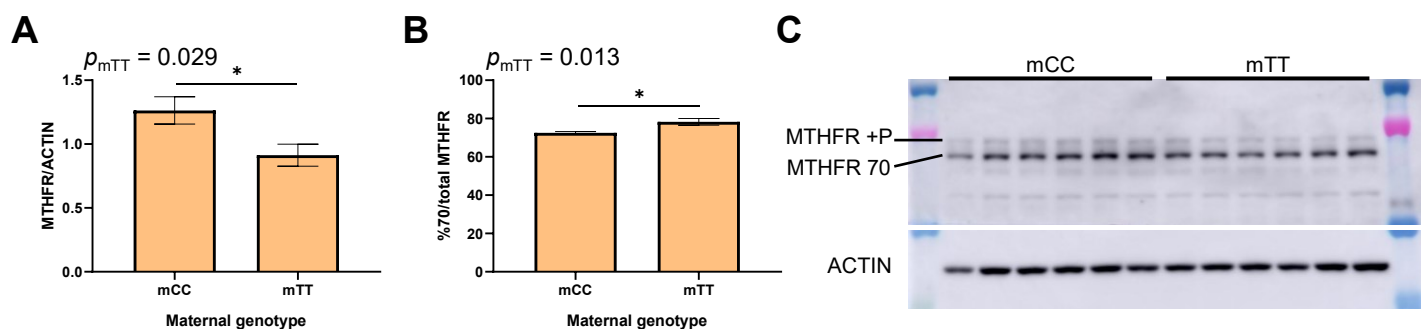 A
p mTT = 0.029
*
1.5
1.0
0.5
0.0
MTHFR/ACTIN
mCC
mTT
Maternal genotype
B
p mTT = 0.013
*
100
80
60
40
20
0
%70/total MTHFR
mCC
mTT
Maternal genotype
C
mCC
mTT
MTHFR +P
MTHFR 70
ACTIN